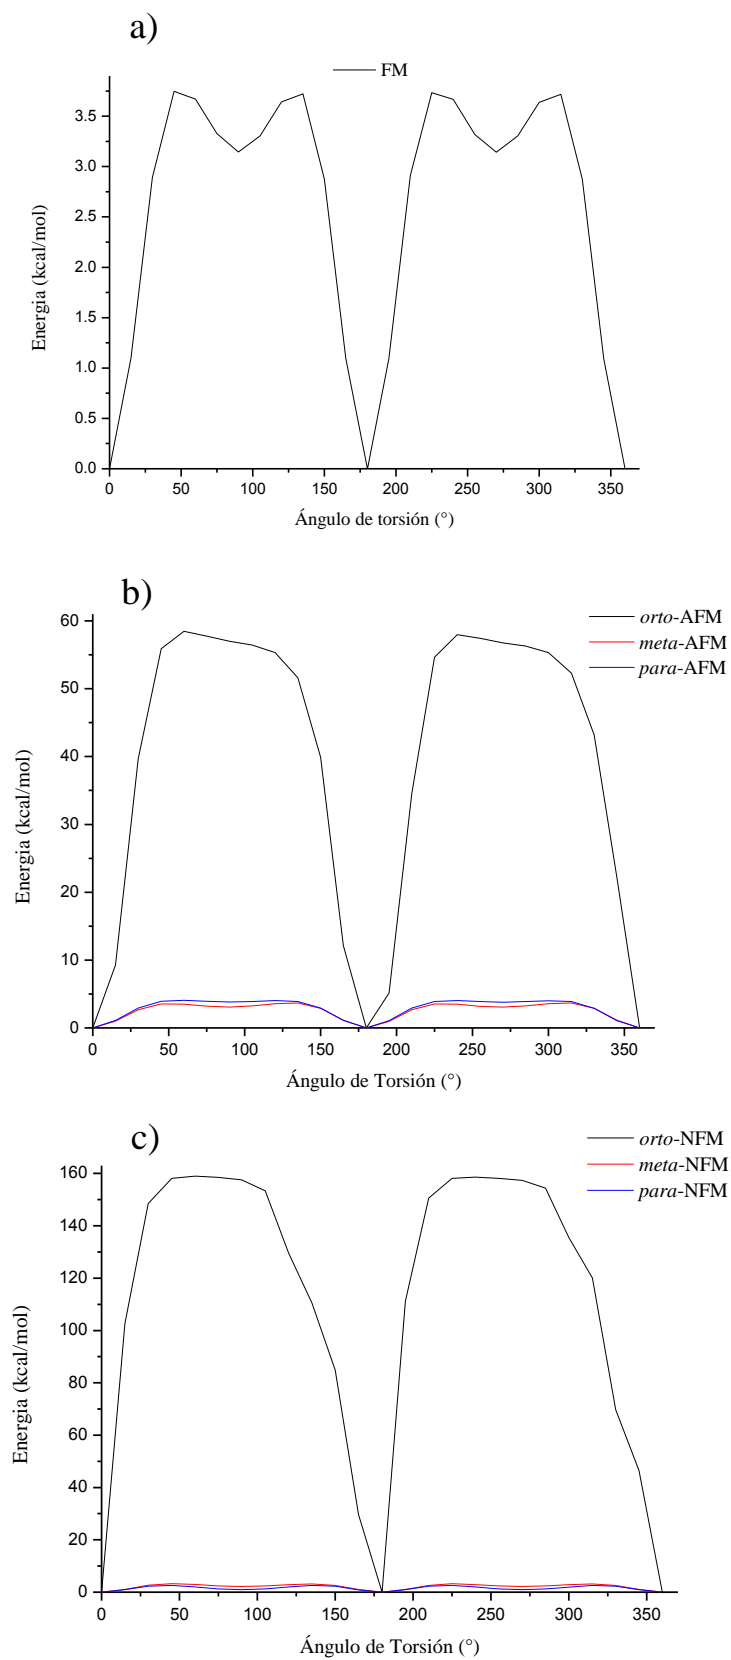 a)
FM
3.5
3.0
2.5
2.0
1.5
1.0
0.5
0.0
Energia (kcal/mol)
0 50 100 150 200 250 300 350
Ángulo de torsión (°)
b)
orto-AFM
meta-AFM
para-AFM
60
50
40
30
20
10
0
Energia (kcal/mol)
0 50 100 150 200 250 300 350
Ángulo de Torsión (°)
c)
orto-NFM
meta-NFM
para-NFM
160
140
120
100
80
60
40
20
0
Energia (kcal/mol)
0 50 100 150 200 250 300 350
Ángulo de Torsión (°)